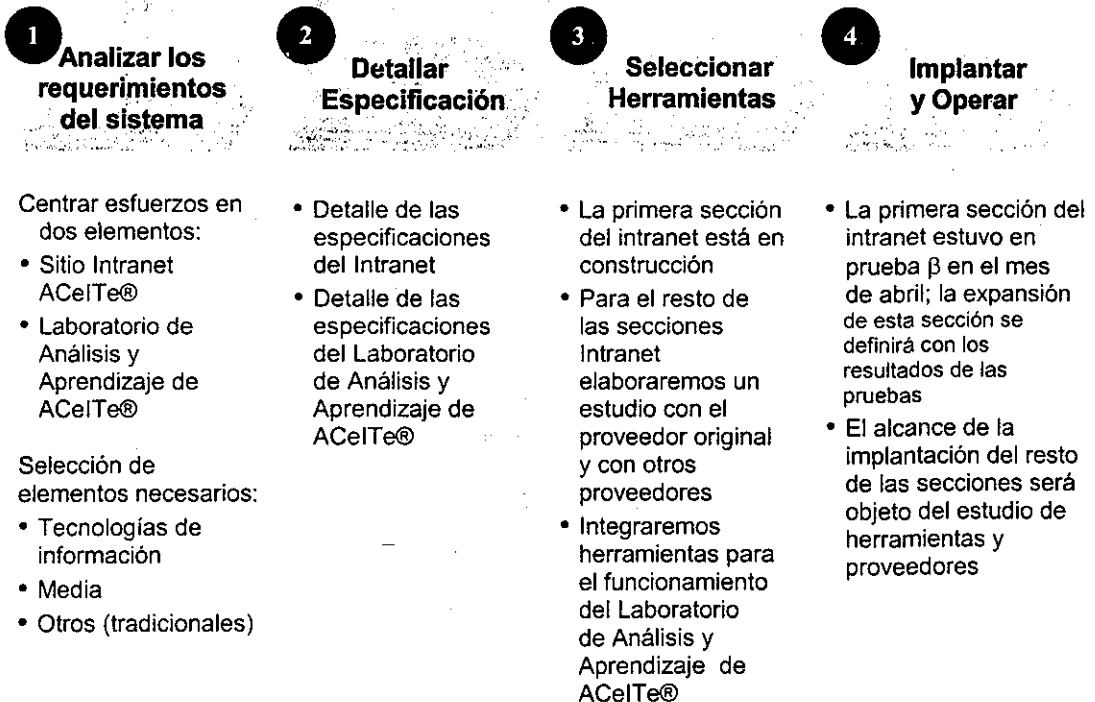 1
Analizar los
requerimientos
del sistema
Centrar esfuerzos en
dos elementos:
• Sitio Intranet
ACelTe®
• Laboratorio de
Análisis y
Aprendizaje de
ACelTe®
Selección de
elementos necesarios:
• Tecnologías de
información
• Media
• Otros (tradicionales)
2
Detallar
Especificación
• Detalle de las
especificaciones
del Intranet
• Detalle de las
especificaciones
del Laboratorio
de Análisis y
Aprendizaje de
ACelTe®
3
Seleccionar
Herramientas
• La primera sección
del intranet está en
construcción
• Para el resto de
las secciones
Intranet
elaboraremos un
estudio con el
proveedor original
y con otros
proveedores
• Integraremos
herramientas para
el funcionamiento
del Laboratorio
de Análisis y
Aprendizaje de
ACelTe®
4
Implantar
y Operar
• La primera sección del
intranet estuvo en
prueba β en el mes
de abril; la expansión
de esta sección se
definirá con los
resultados de las
pruebas
• El alcance de la
implantación del resto
de las secciones será
objeto del estudio de
herramientas y
proveedores